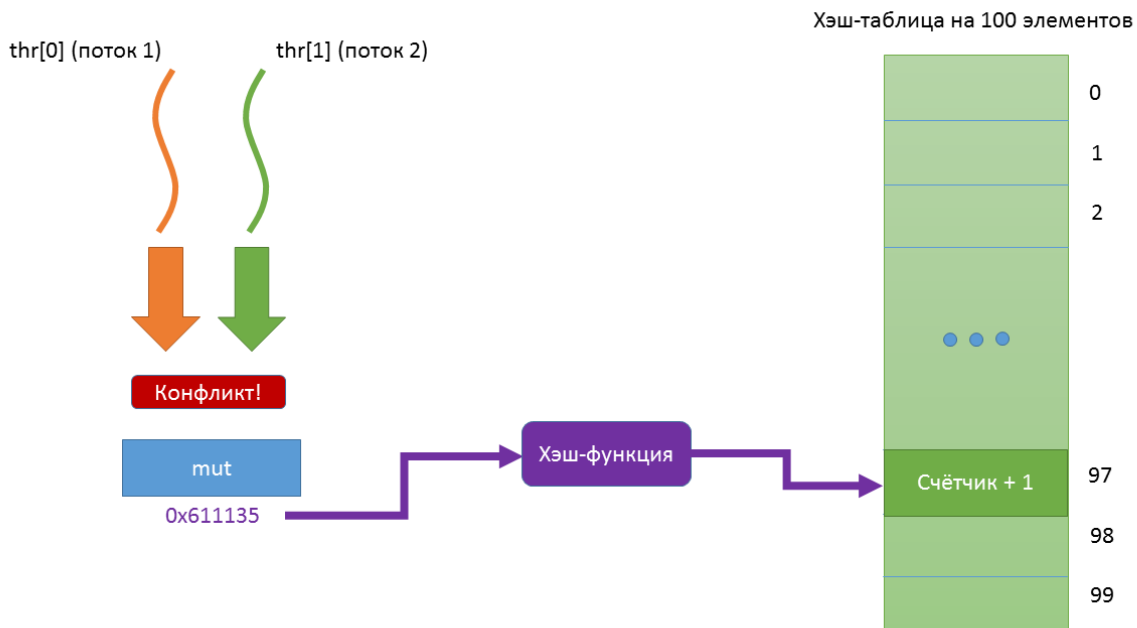 Хэш-таблица на 100 элементов
thr[0] (поток 1)
thr[1] (поток 2)
0
1
2
Конфликт!
mut
0x611135
Хэш-функция
Счётчик + 1
97
98
99